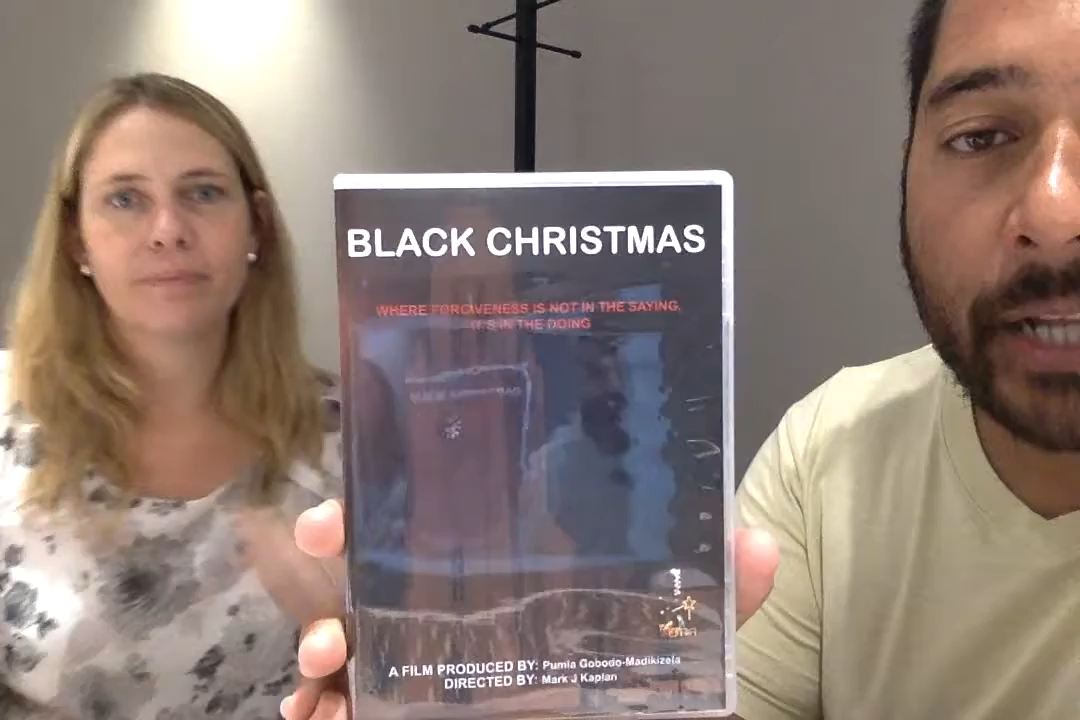 BLACK CHRISTMAS
WHERE FORGIVENESS IS NOT IN THE SAYING,
IT'S IN THE DOING
A FILM PRODUCED BY: Pumla Gobodo-Madikizela
DIRECTED BY: Mark J Kaplan